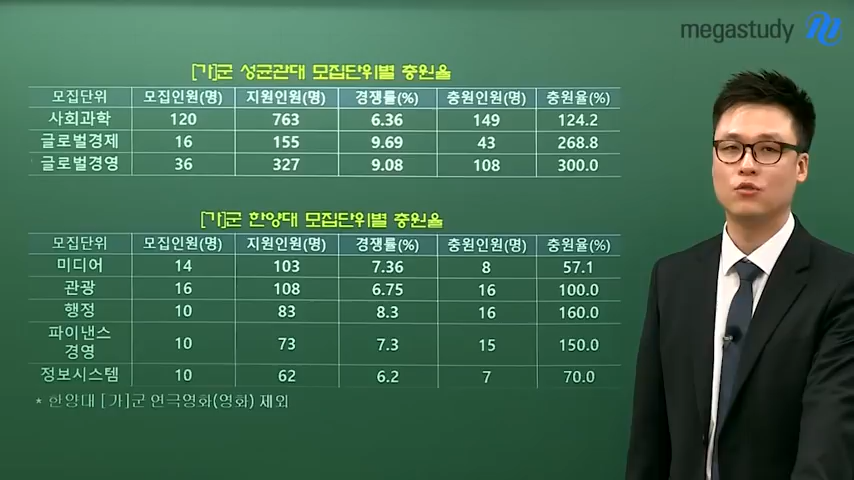 megastudy
[가]군 성균관대 모집단위별 충원율
모집단위 모집인원(명) 지원인원(명) 경쟁률(%) 충원인원(명) 충원율(%)
사회과학 120 763 6.36 149 124.2
글로벌경제 16 155 9.69 43 268.8
글로벌경영 36 327 9.08 108 300.0
[가]군 한양대 모집단위별 충원율
모집단위 모집인원(명) 지원인원(명) 경쟁률(%) 충원인원(명) 충원율(%)
미디어 14 103 7.36 8 57.1
관광 16 108 6.75 16 100.0
행정 10 83 8.3 16 160.0
파이낸스
경영 10 73 7.3 15 150.0
정보시스템 10 62 6.2 7 70.0
* 한양대 [가]군 연극영화(영화) 제외